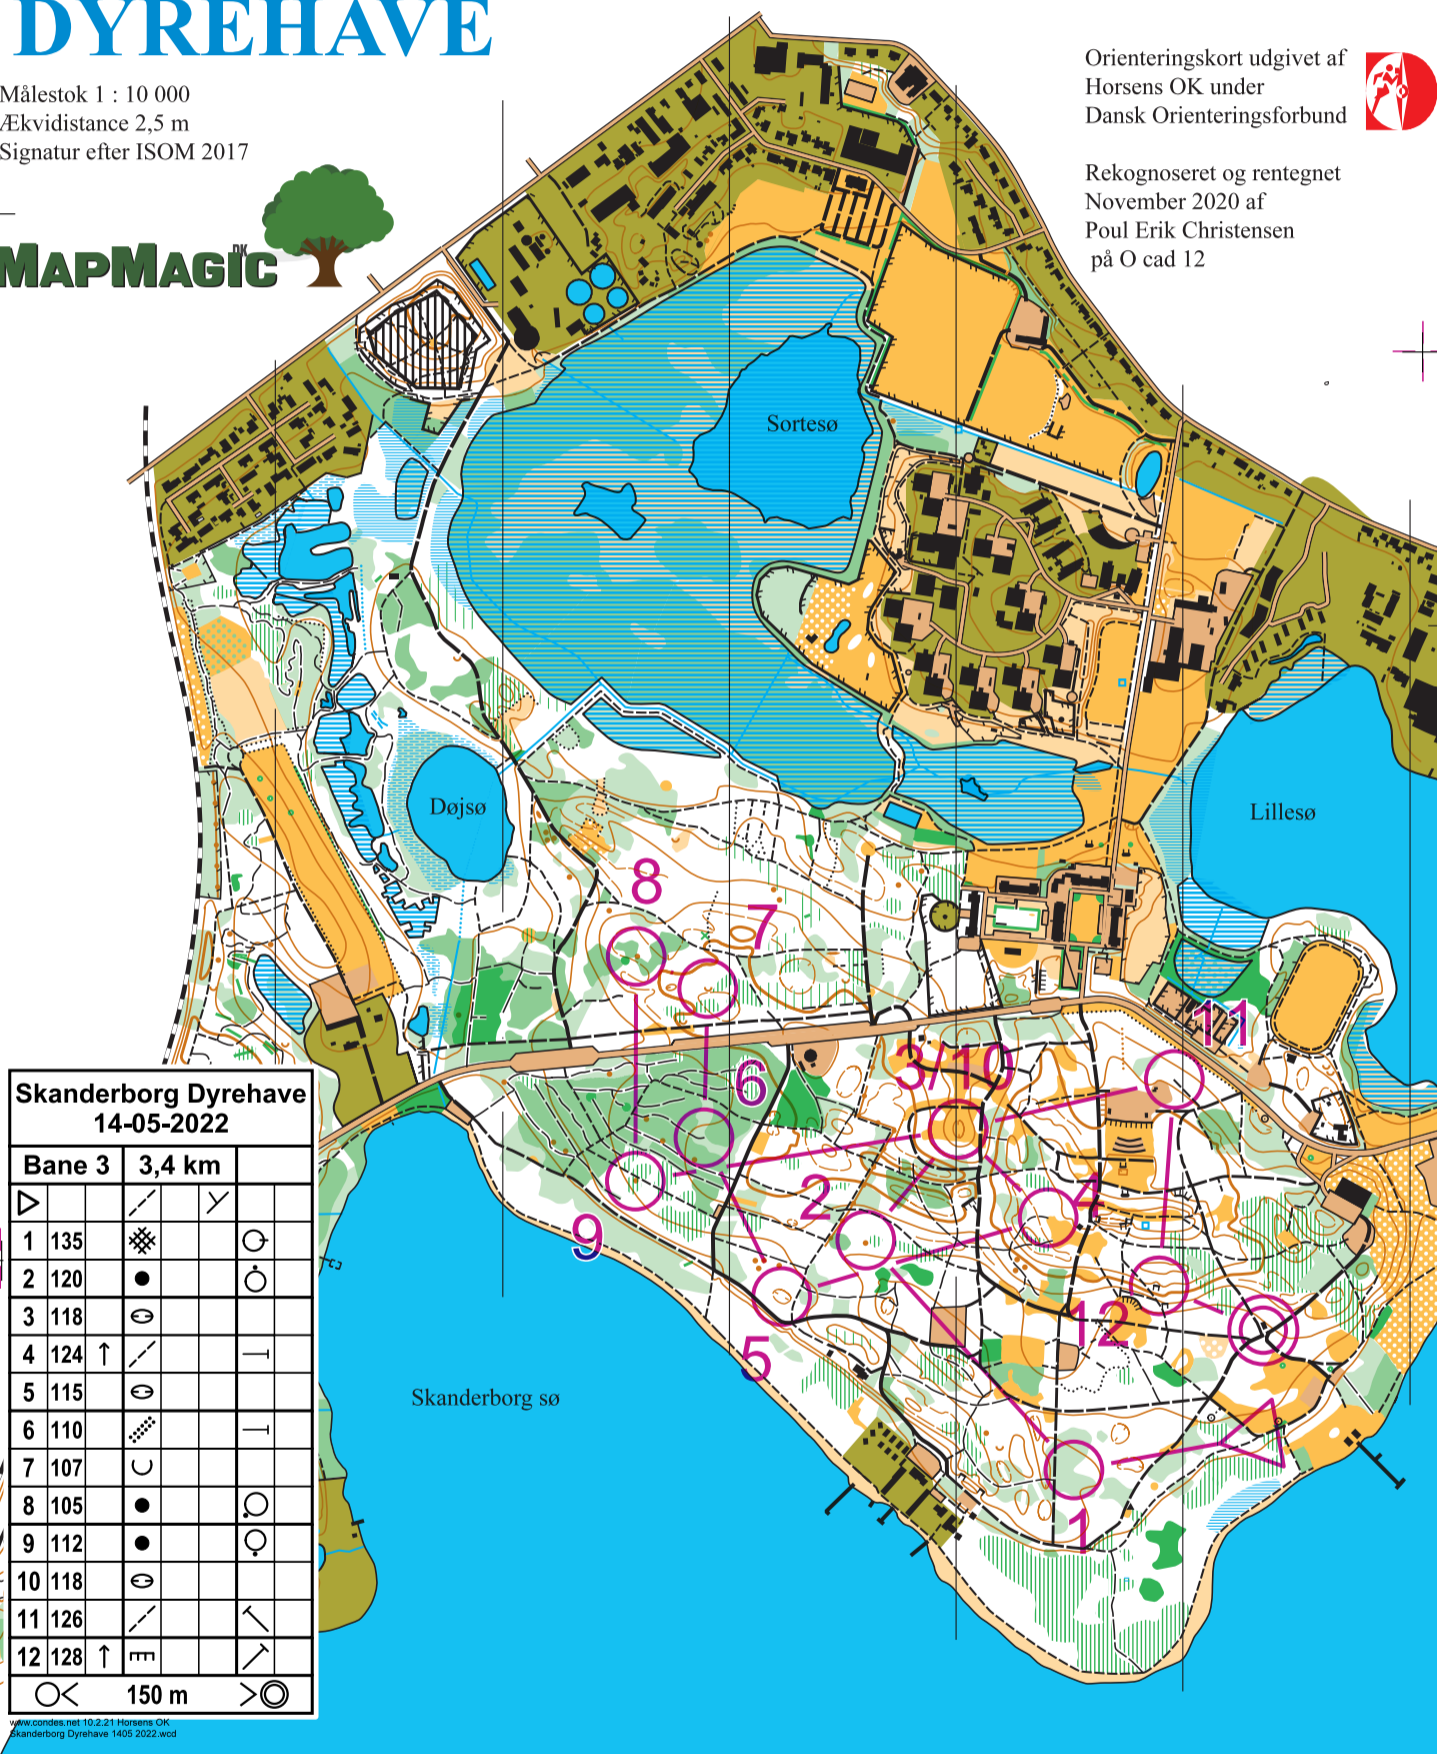 DYREHAVE
Målestok 1 : 10 000
Ækvidistance 2,5 m
Signatur efter ISOM 2017
MAPMAGIC
DK
Orienteringskort udgivet af
Horsens OK under
Dansk Orienteringsforbund
Rekognoseret og rentegnet
November 2020 af
Poul Erik Christensen
på O cad 12
Sortesø
Døjsø
Lillesø
8
7
11
6
3/10
2
4
9
12
5
1
Skanderborg sø
Skanderborg Dyrehave
14-05-2022
Bane 3 3,4 km
1 135
2 120
3 118
4 124
5 115
6 110
7 107
8 105
9 112
10 118
11 126
12 128
150 m
www.condes.net 10.2.21 Horsens OK
Skanderborg Dyrehave 1405 2022.wcd